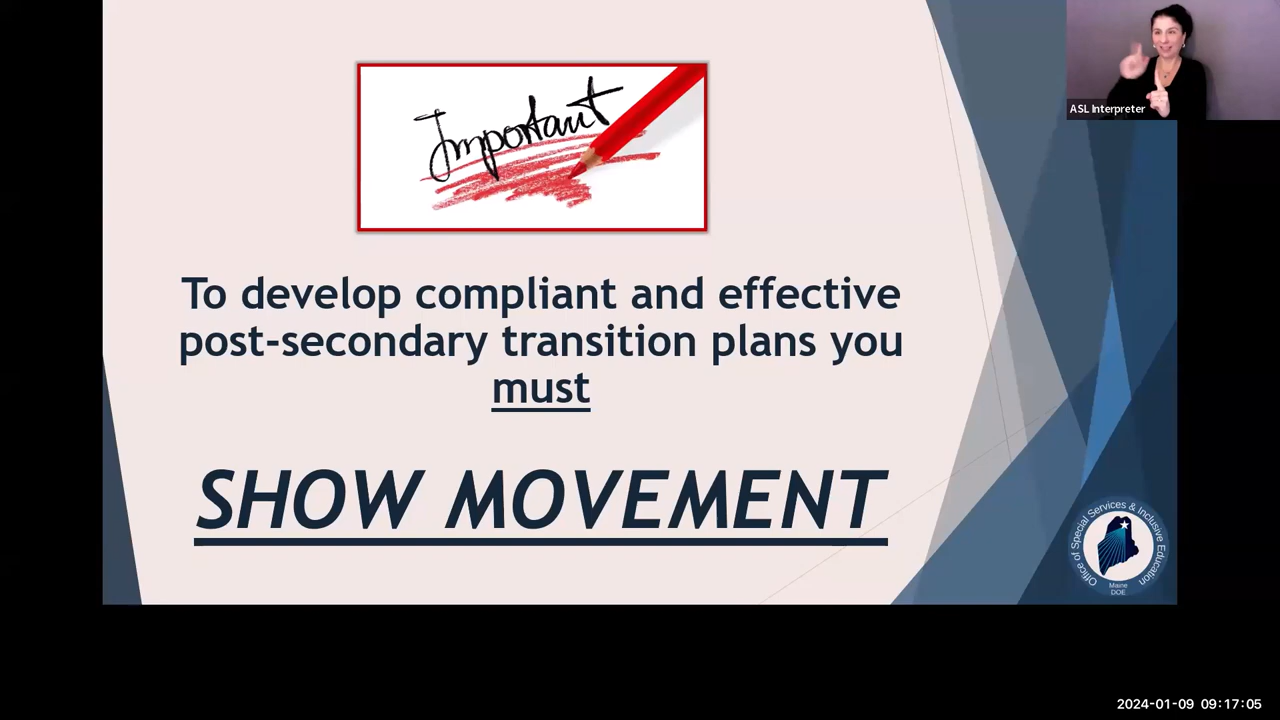 ASL Interpreter
Important
To develop compliant and effective
post-secondary transition plans you
must
SHOW MOVEMENT
Office of Special Services & Inclusive Education
Maine
DOE
2024-01-09 09:17:05